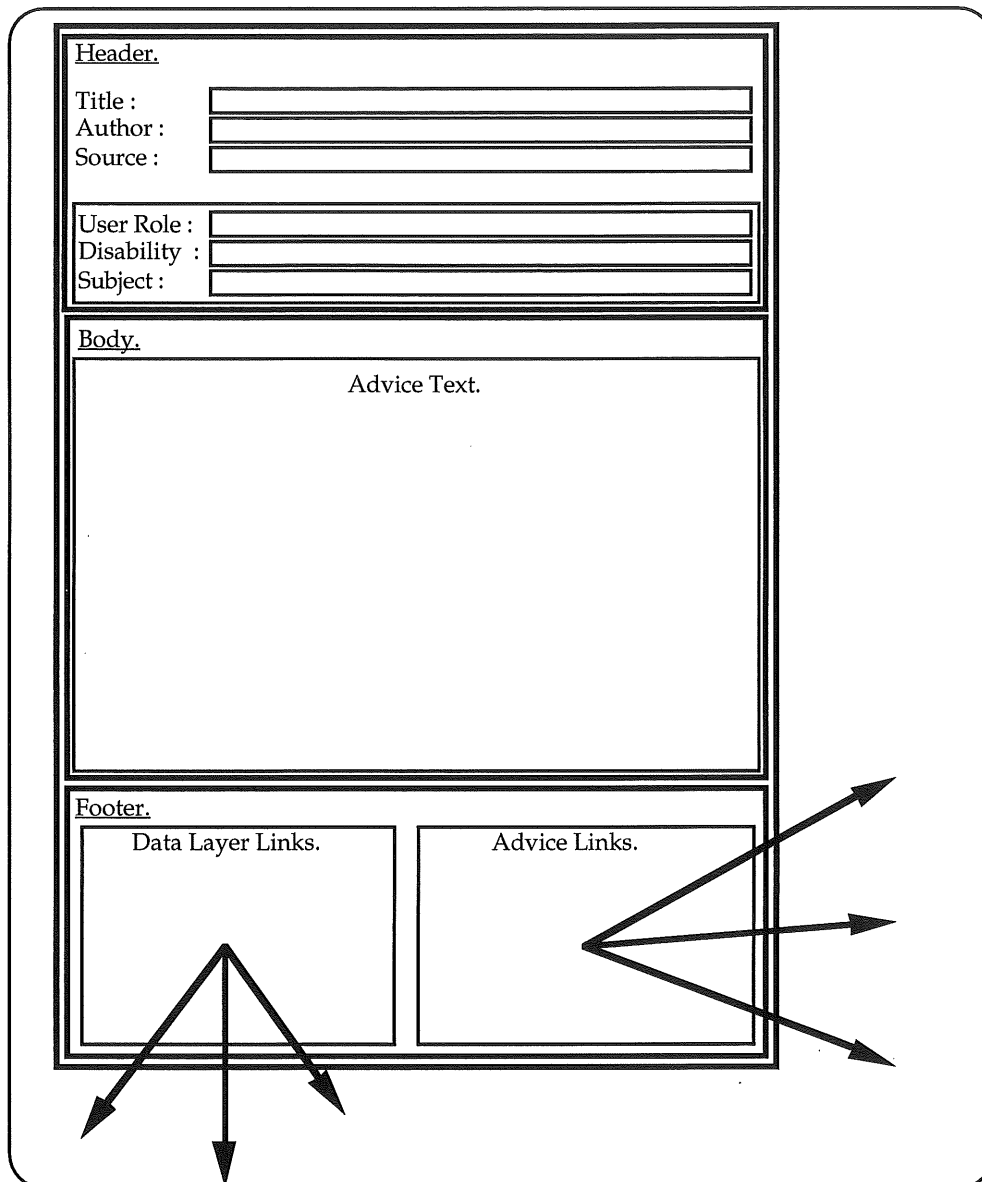 Header.
Title :
Author :
Source :
User Role :
Disability :
Subject :
Body.
Advice Text.
Footer.
Data Layer Links.
Advice Links.